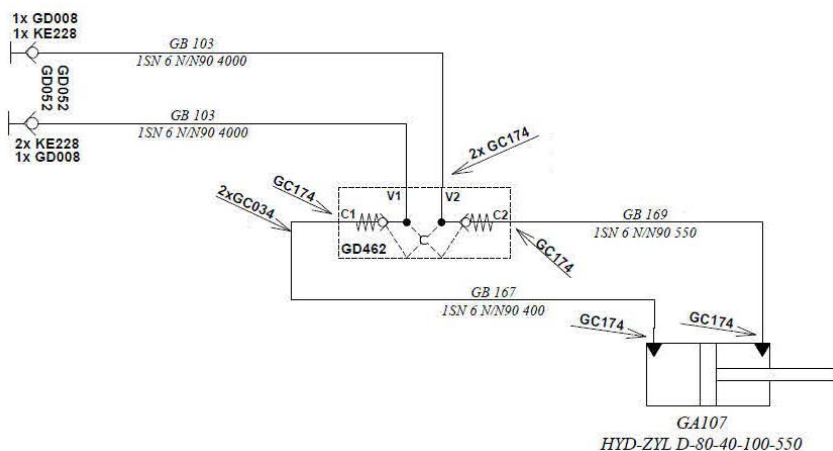 1x GD008
1x KE228
GB 103
1SN 6 N/N90 4000
GD052
GD052
GB 103
1SN 6 N/N90 4000
2x KE228
1x GD008
2x GC174
GC174
2xGC034
V1
V2
C1
C2
GD462
GC174
GB 169
1SN 6 N/N90 550
GB 167
1SN 6 N/N90 400
GC174
GC174
GA107
HYD-ZYL D-80-40-100-550